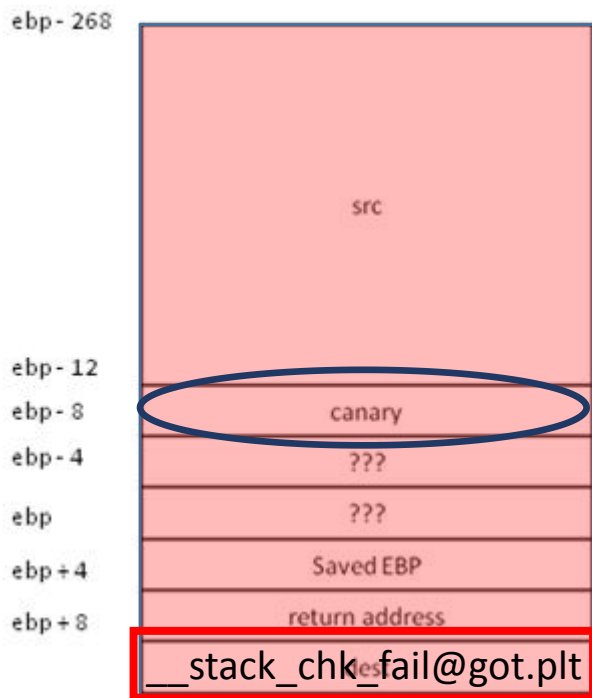 ebp - 268
src
ebp - 12
ebp - 8
canary
ebp - 4
???
ebp
???
ebp + 4
Saved EBP
ebp + 8
return address
__stack_chk_fail@got.plt
dest